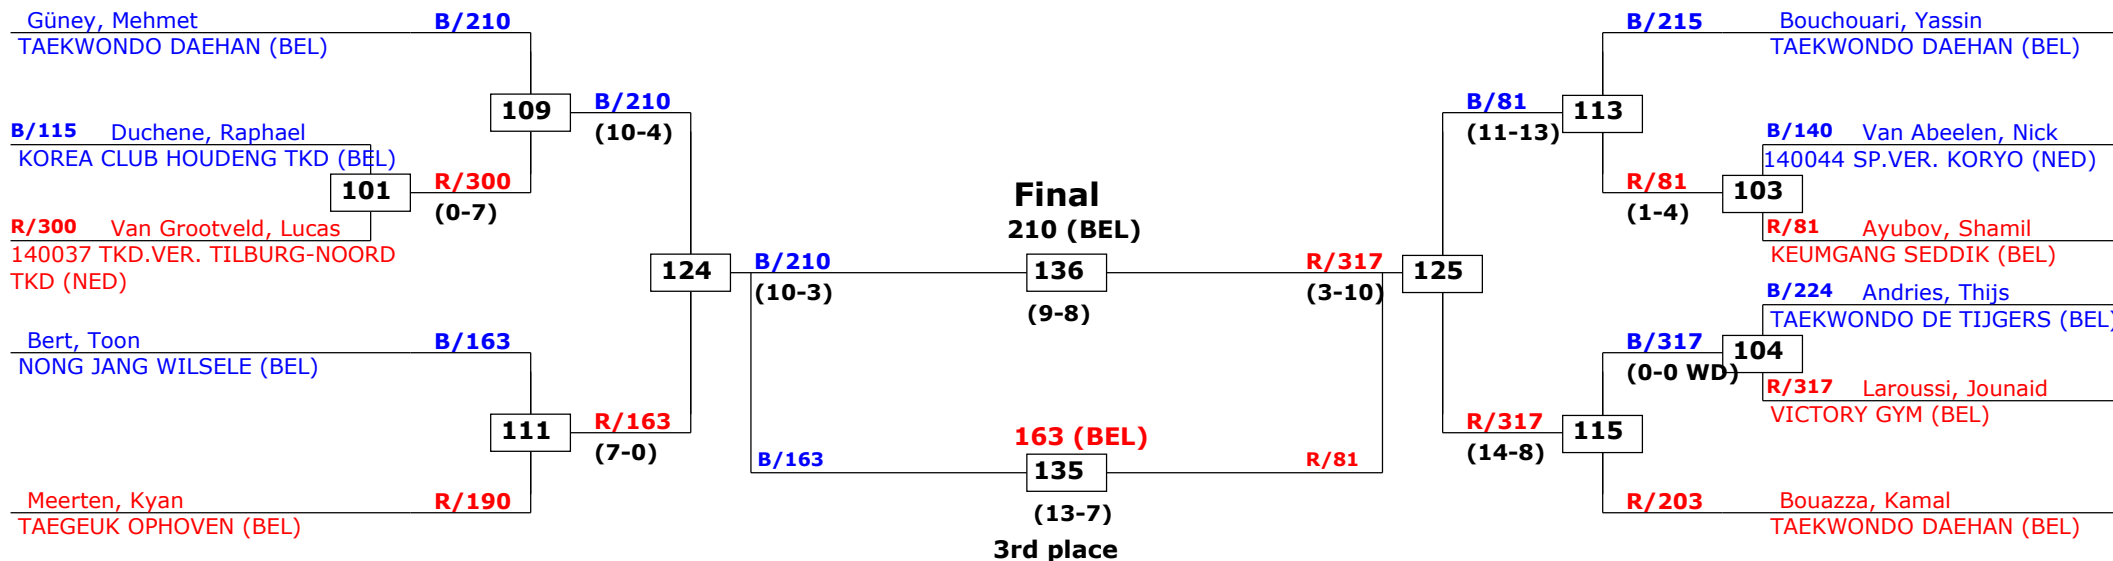 Güney, Mehmet
B/210
TAEKWONDO DAEHAN (BEL)
109
B/210
(10-4)
B/115 Duchene, Raphael
KOREA CLUB HOUDENG TKD (BEL)
101
R/300
(0-7)
R/300 Van Grootveld, Lucas
140037 TKD.VER. TILBURG-NOORD
TKD (NED)
124
B/210
(10-3)
Bert, Toon
B/163
NONG JANG WILSELE (BEL)
111
R/163
(7-0)
Meerten, Kyan
R/190
TAEGEUK OPHOVEN (BEL)
Final
210 (BEL)
136
(9-8)
B/163
163 (BEL)
135
(13-7)
3rd place
R/81
R/317
(3-10)
125
B/215
Bouchouari, Yassin
TAEKWONDO DAEHAN (BEL)
B/81
(11-13)
113
B/140 Van Abeelen, Nick
140044 SP.VER. KORYO (NED)
R/81
(1-4)
103
R/81 Ayubov, Shamil
KEUMGANG SEDDIK (BEL)
B/224 Andries, Thijs
TAEKWONDO DE TIJGERS (BEL)
B/317
(0-0 WD)
104
R/317 Laroussi, Jounaid
VICTORY GYM (BEL)
R/317
(14-8)
115
R/203
Bouazza, Kamal
TAEKWONDO DAEHAN (BEL)